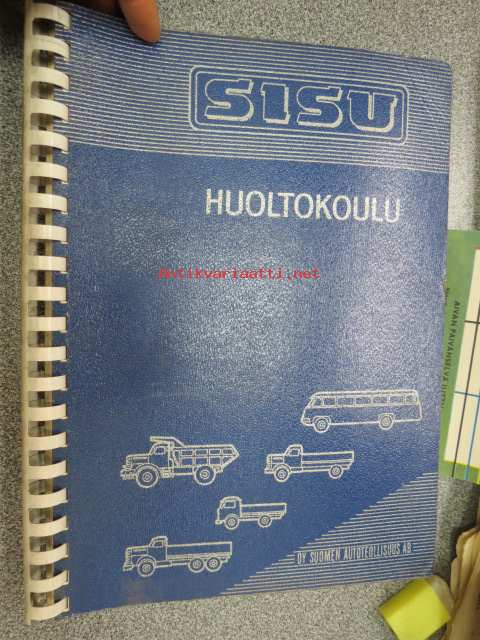 SISU
HUOLTOKOULU
Antikvariaatti.net
OY SUOMEN AUTOTEOLLISUUS AB